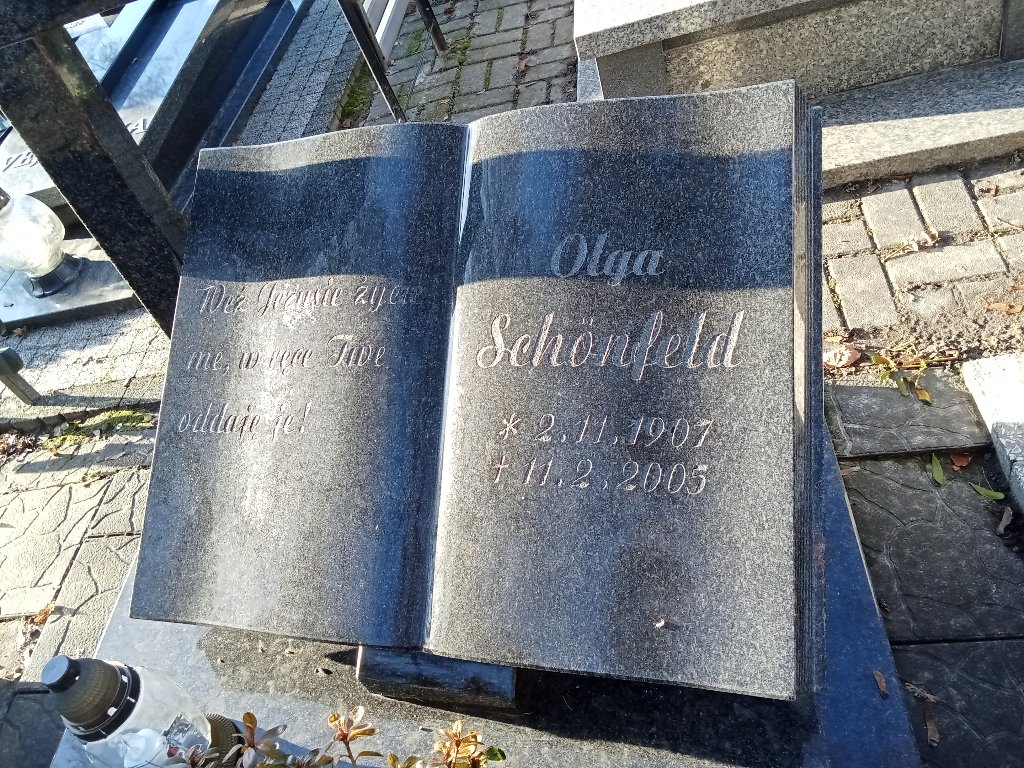 Weź Jezusie życie
me, w ręce Twe
oddaję je!
Olga
Schönfeld
* 2.11.1907
† 11.2.2005